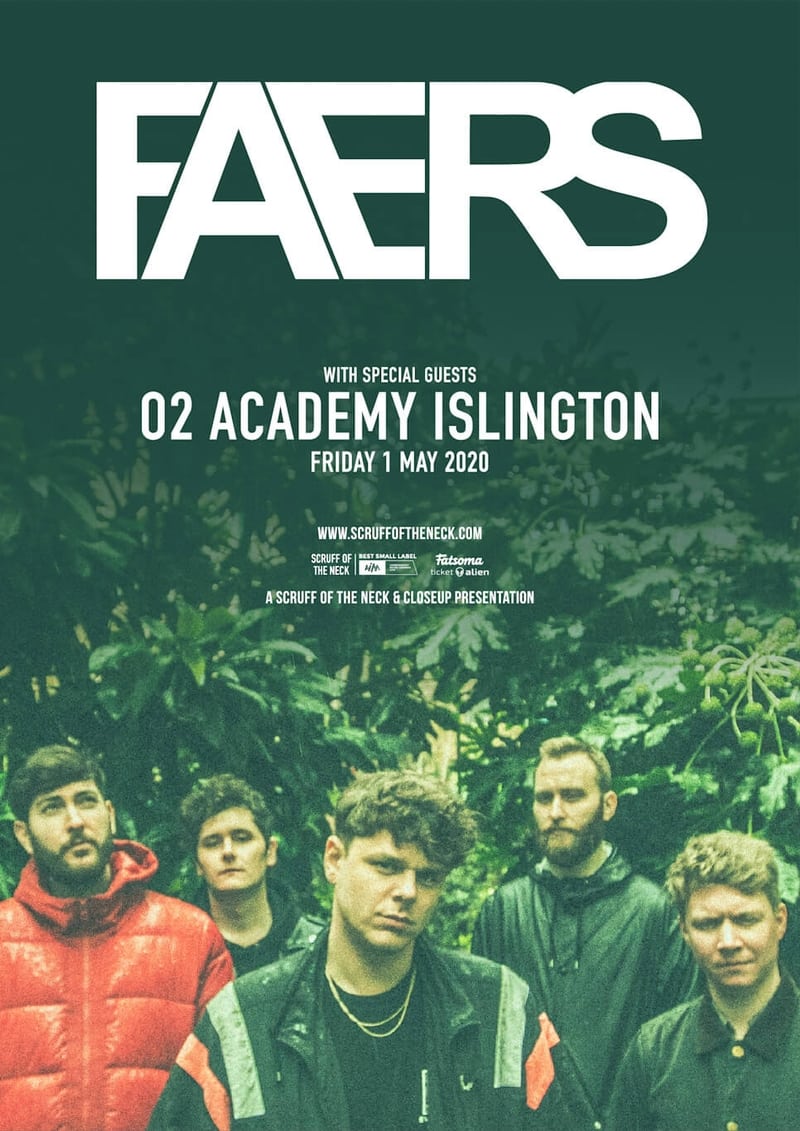 FAERS
WITH SPECIAL GUESTS
O2 ACADEMY ISLINGTON
FRIDAY 1 MAY 2020
WWW.SCRUFFOFTHENECK.COM
SCRUFF OF
THE NECK
BEST SMALL LABEL
Fatsoma
ticket alien
A SCRUFF OF THE NECK & CLOSEUP PRESENTATION